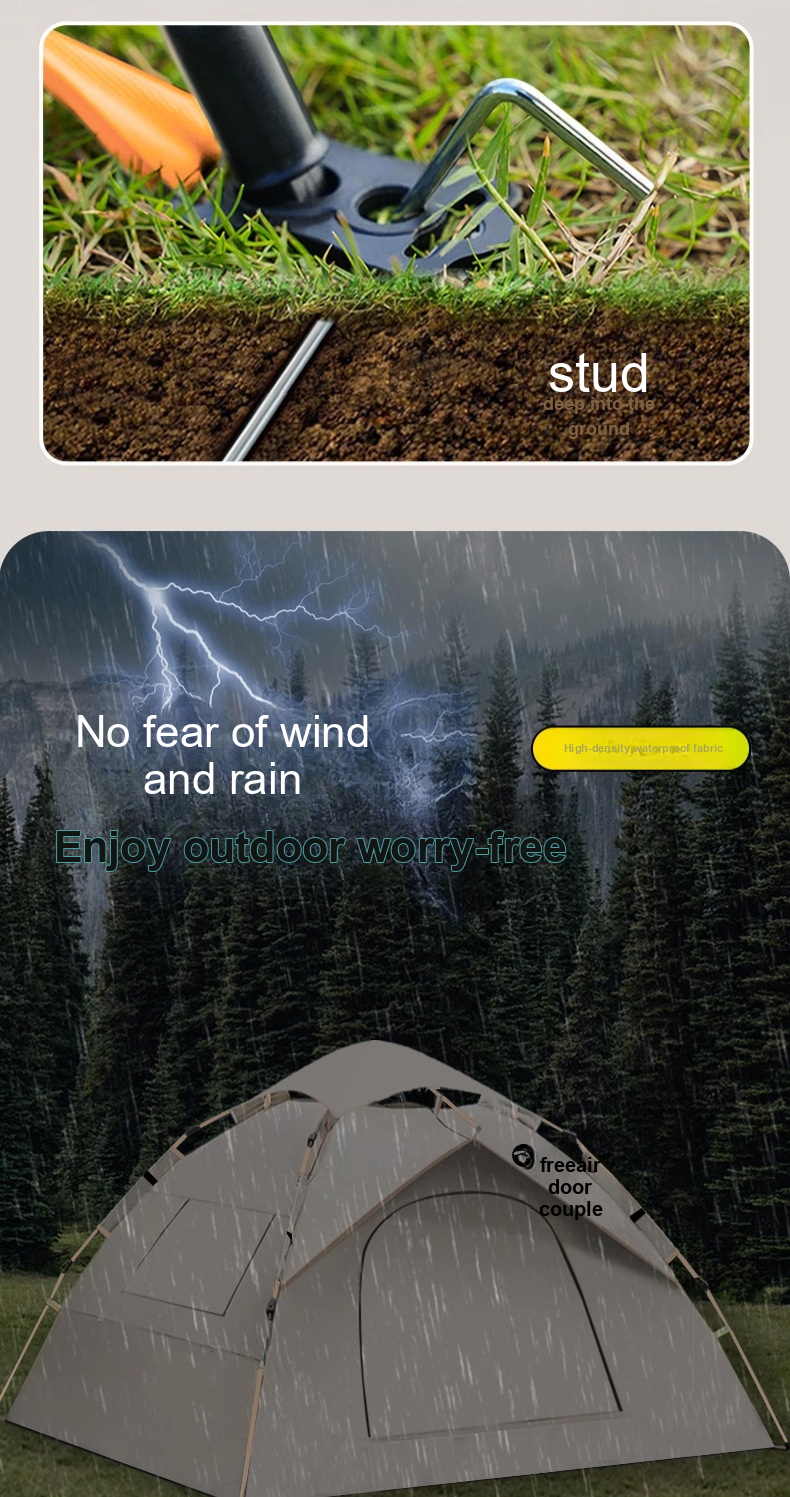 stud
deep into the
ground
No fear of wind
and rain
High-density waterproof fabric
Enjoy outdoor worry-free
freeair
door
couple